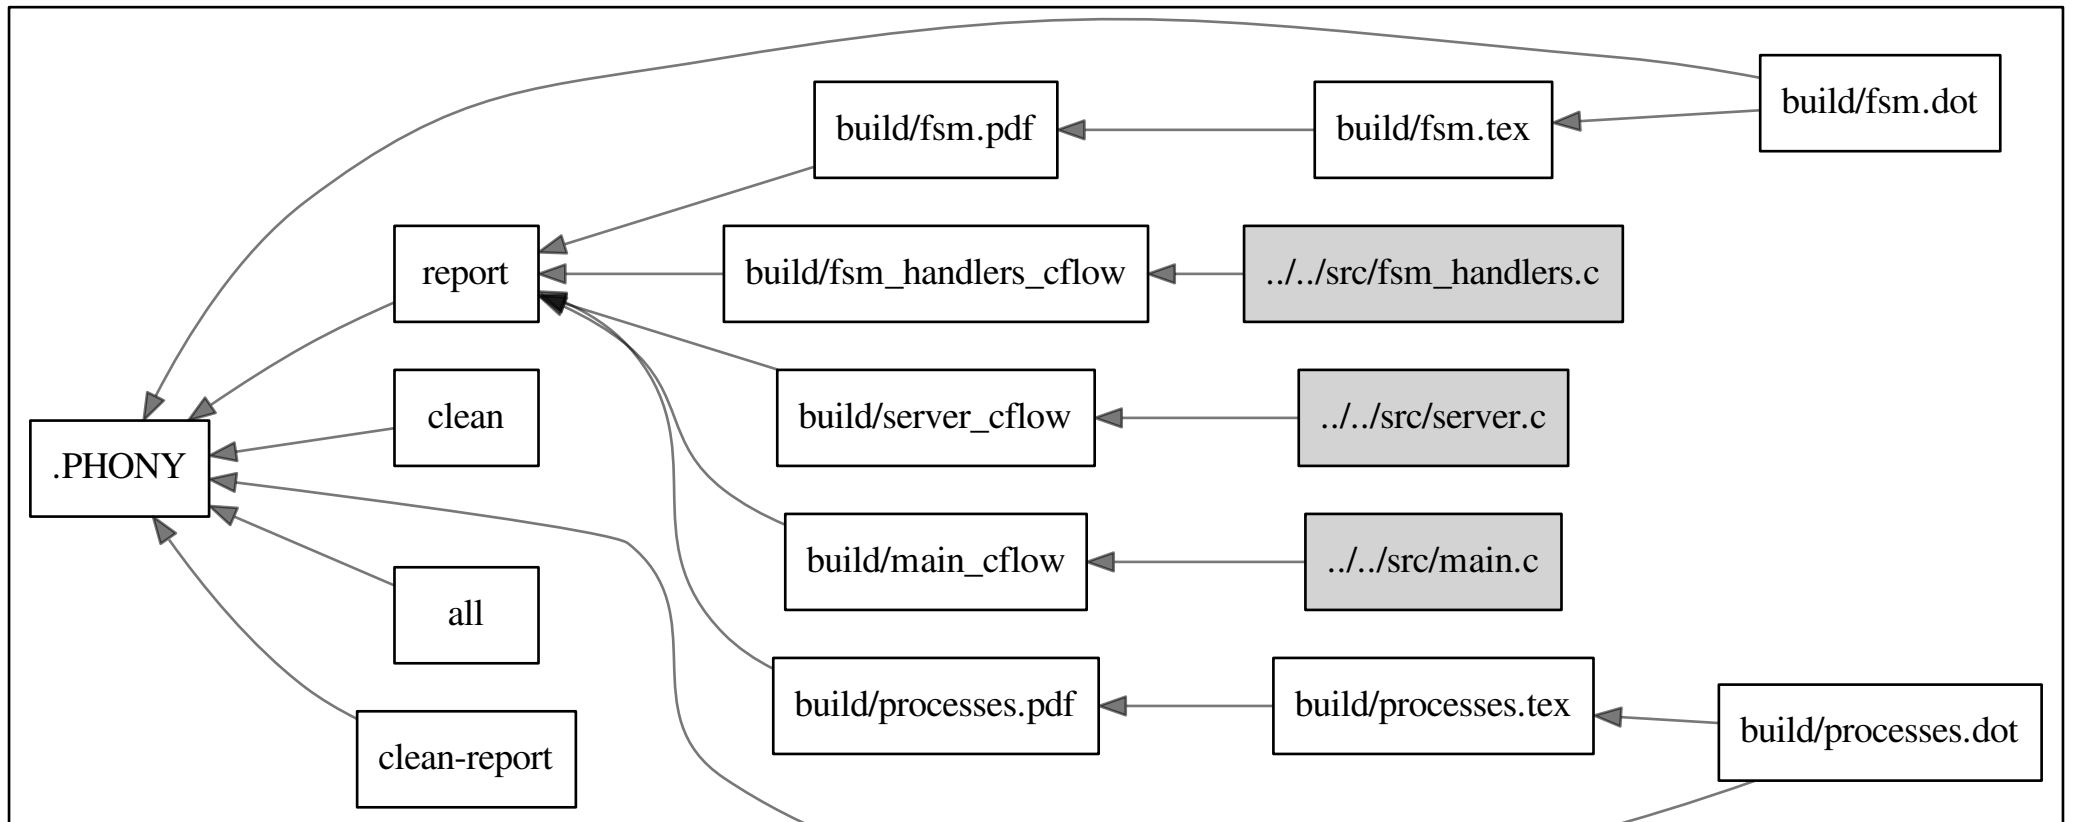 build/fsm.dot
build/fsm.pdf
build/fsm.tex
report
build/fsm_handlers_cflow
../../src/fsm_handlers.c
clean
build/server_cflow
../../src/server.c
.PHONY
build/main_cflow
../../src/main.c
all
build/processes.pdf
build/processes.tex
build/processes.dot
clean-report